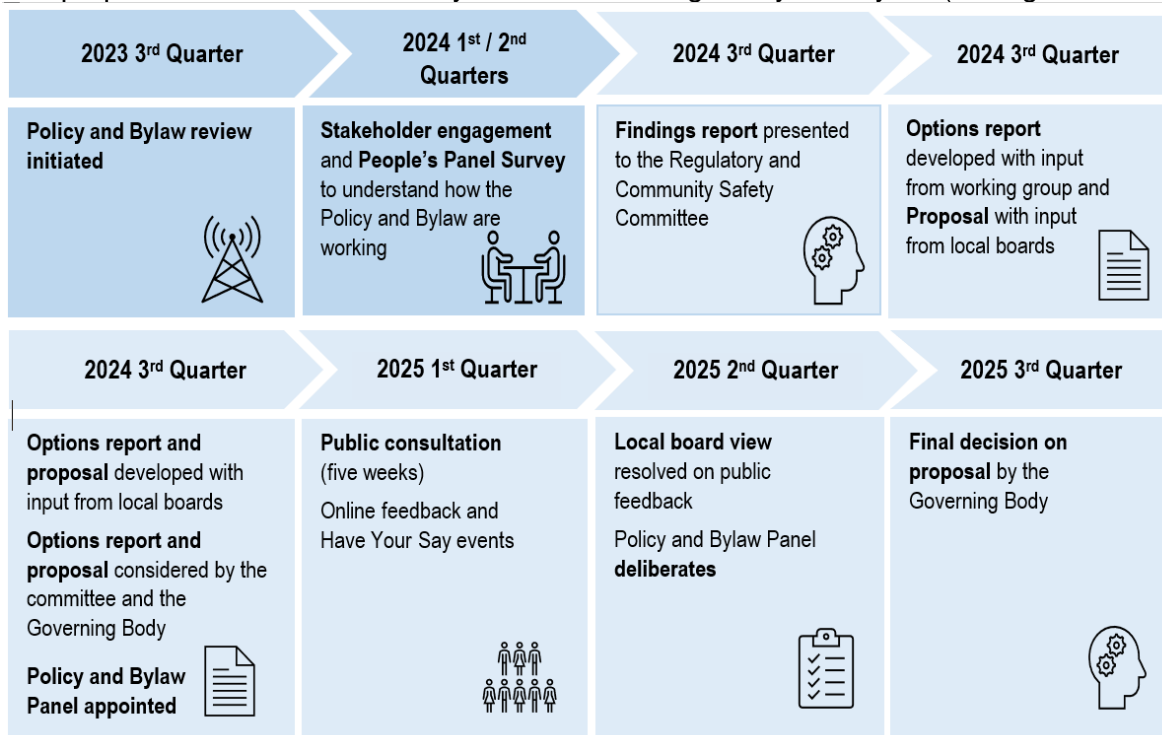 2023 3rd Quarter
2024 1st / 2nd
Quarters
2024 3rd Quarter
2024 3rd Quarter
Policy and Bylaw review
initiated
Stakeholder engagement
and People's Panel Survey
to understand how the
Policy and Bylaw are
working
Findings report presented
to the Regulatory and
Community Safety
Committee
Options report
developed with input
from working group and
Proposal with input
from local boards
2024 3rd Quarter
2025 1st Quarter
2025 2nd Quarter
2025 3rd Quarter
Options report and
proposal developed with
input from local boards
Options report and
proposal considered by the
committee and the
Governing Body
Policy and Bylaw
Panel appointed
Public consultation
(five weeks)
Online feedback and
Have Your Say events
Local board view
resolved on public
feedback
Policy and Bylaw Panel
deliberates
Final decision on
proposal by the
Governing Body